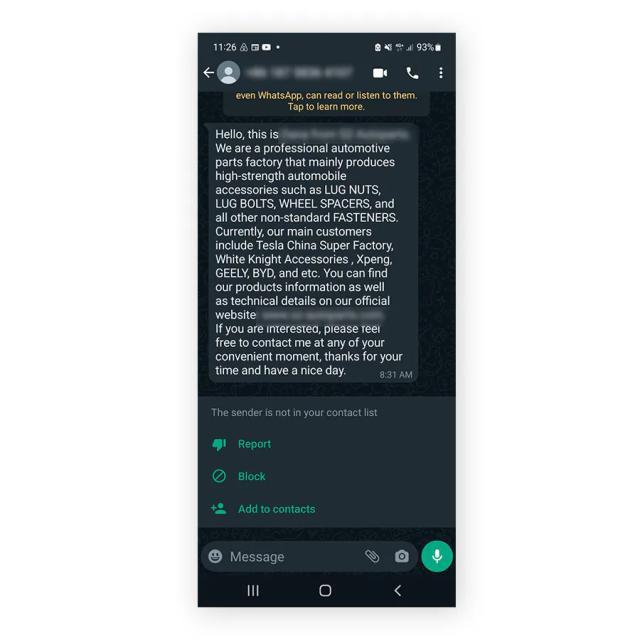 11:26
93%
even WhatsApp, can read or listen to them.
Tap to learn more.
Hello, this is
We are a professional automotive
parts factory that mainly produces
high-strength automobile
accessories such as LUG NUTS,
LUG BOLTS, WHEEL SPACERS, and
all other non-standard FASTENERS.
Currently, our main customers
include Tesla China Super Factory,
White Knight Accessories , Xpeng,
GEELY, BYD, and etc. You can find
our products information as well
as technical details on our official
website
If you are interested, please feel
free to contact me at any of your
convenient moment, thanks for your
time and have a nice day.
8:31 AM
The sender is not in your contact list
Report
Block
Add to contacts
Message